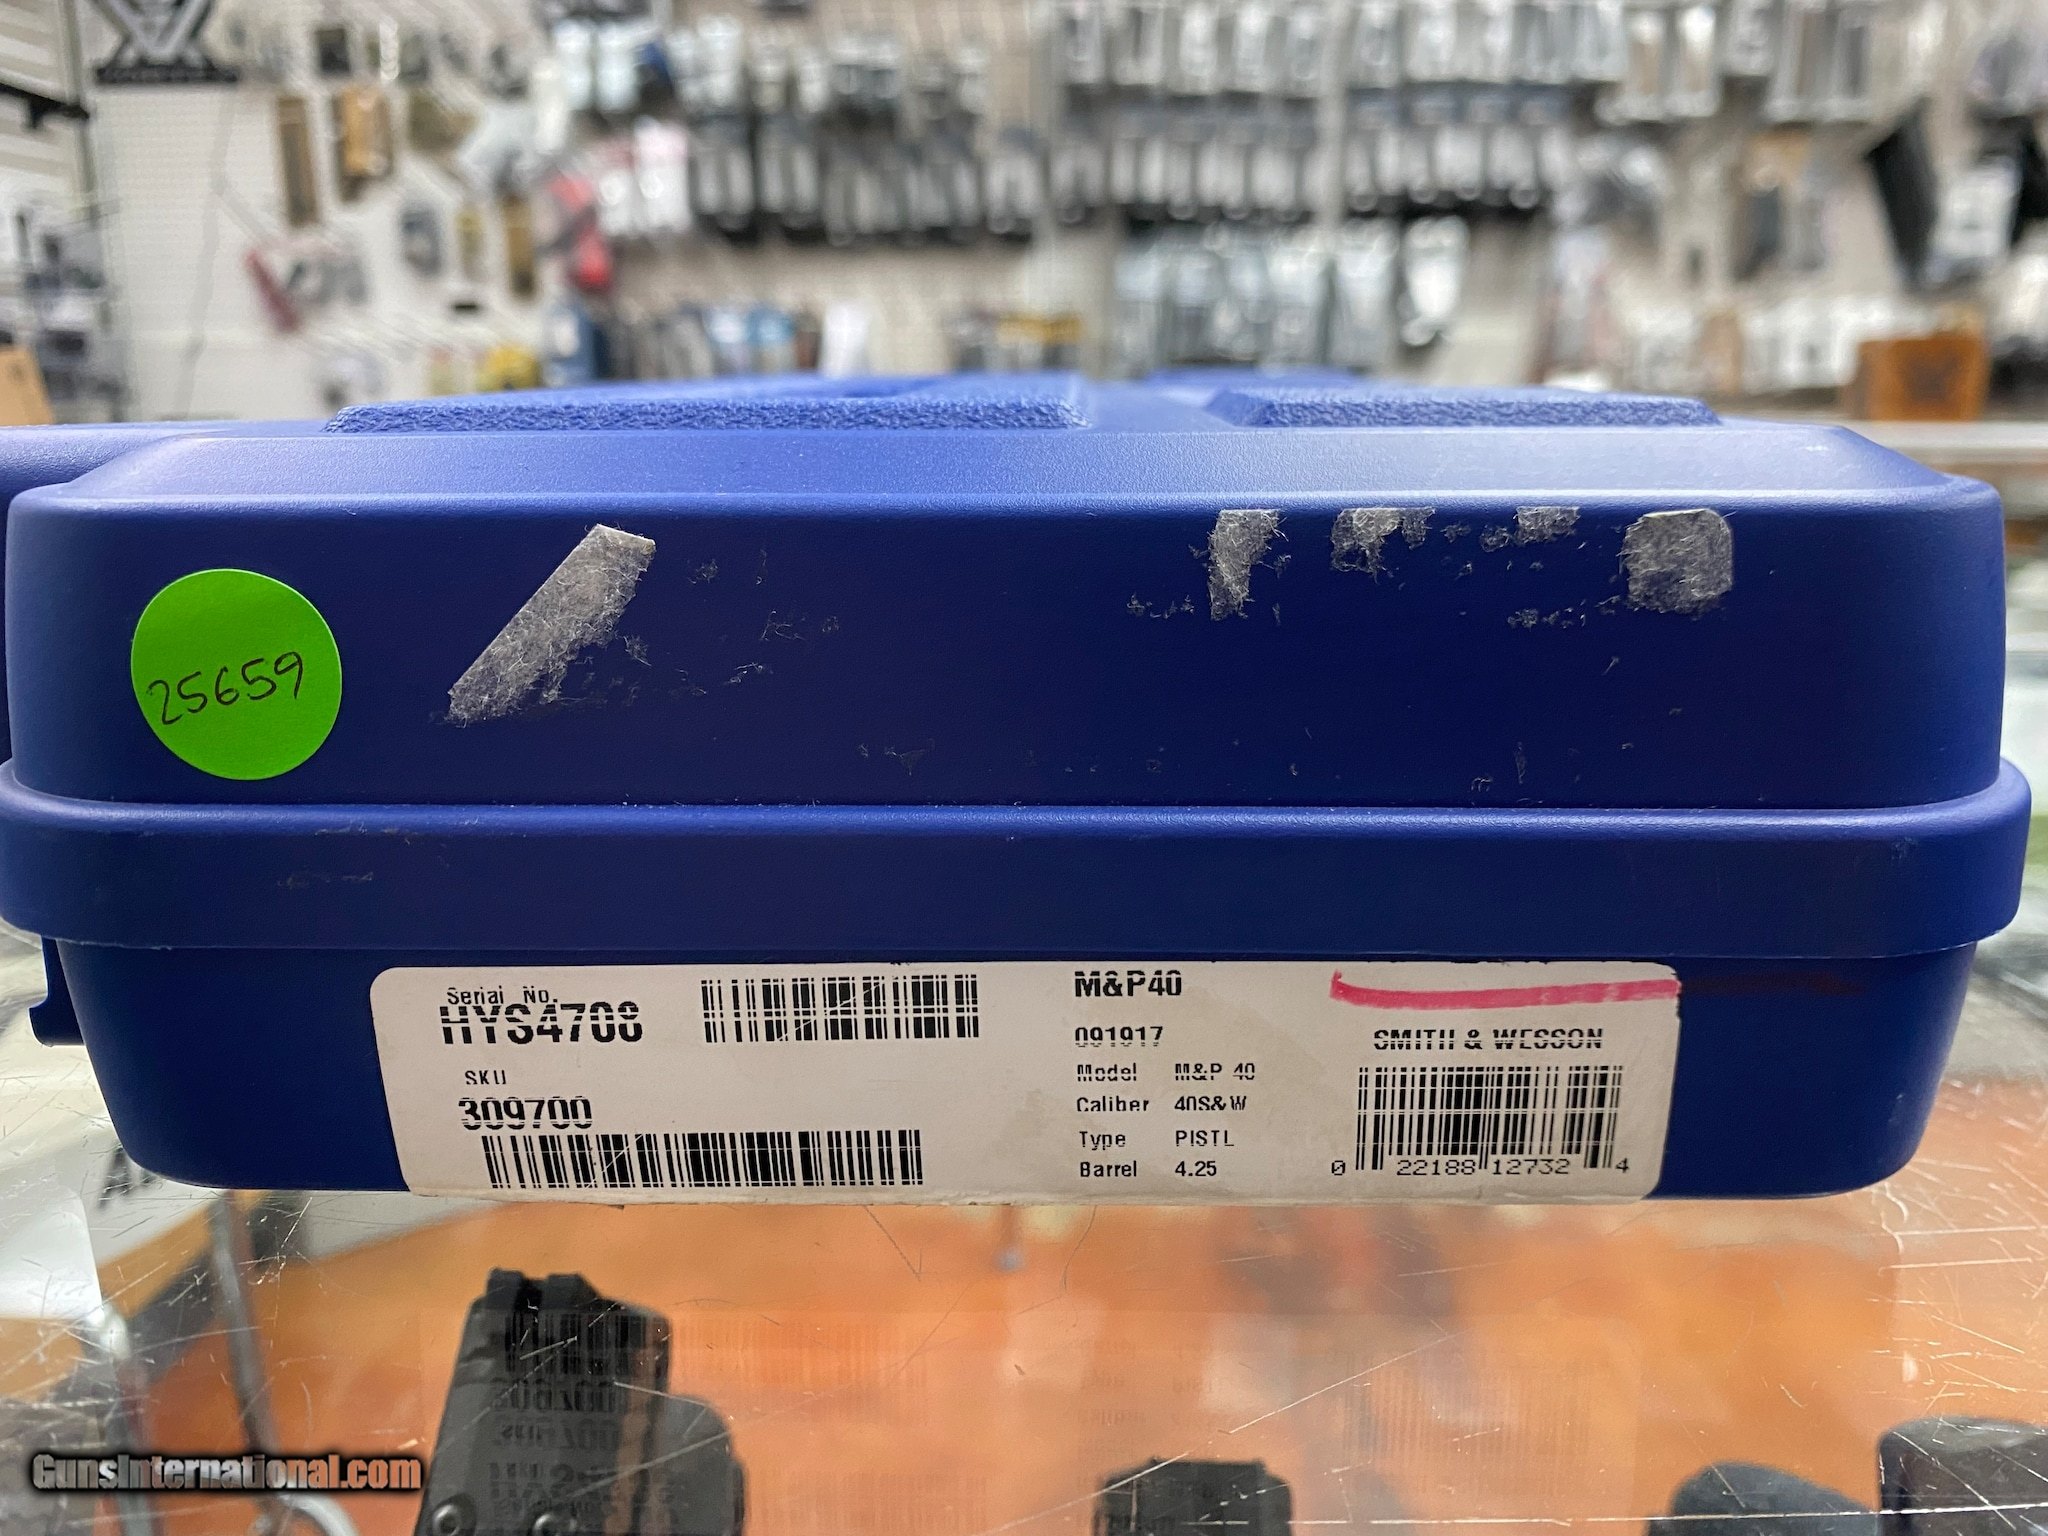 25659
Serial No.
HYS4708
SKU
309700
M&P40
091917
Model M&P 40
Caliber 40S&W
Type PISTL
Barrel 4.25
SMITH & WESSON
0 22188 12732 4
GunsInternational.com